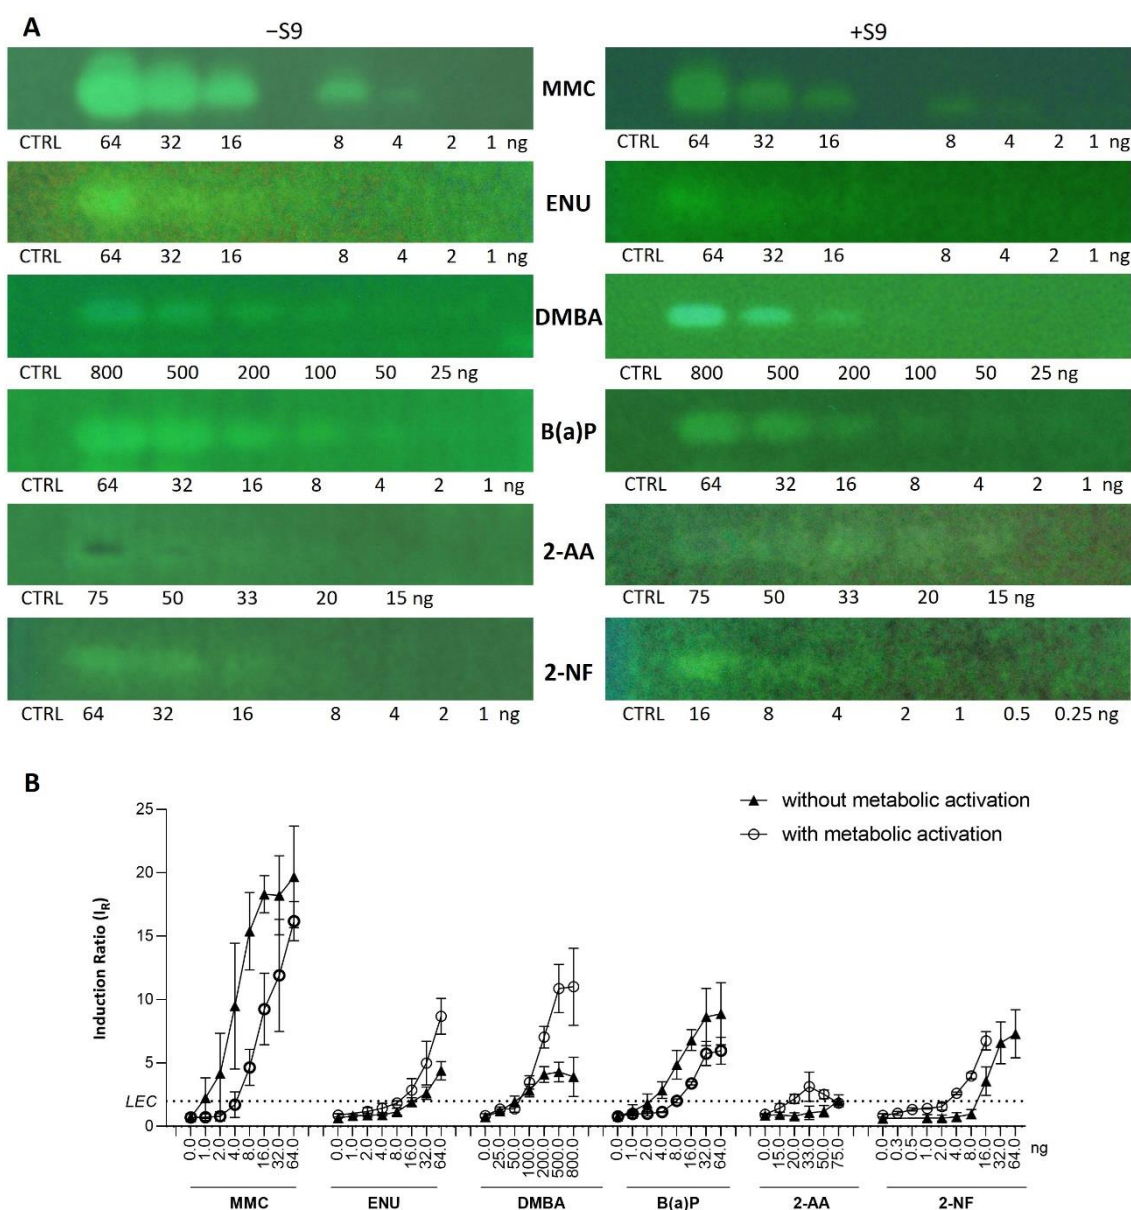 A
−S9 +S9
MMC
CTRL 64 32 16 8 4 2 1 ng CTRL 64 32 16 8 4 2 1 ng
ENU
CTRL 64 32 16 8 4 2 1 ng CTRL 64 32 16 8 4 2 1 ng
DMBA
CTRL 800 500 200 100 50 25 ng CTRL 800 500 200 100 50 25 ng
B(a)P
CTRL 64 32 16 8 4 2 1 ng CTRL 64 32 16 8 4 2 1 ng
2-AA
CTRL 75 50 33 20 15 ng CTRL 75 50 33 20 15 ng
2-NF
CTRL 64 32 16 8 4 2 1 ng CTRL 16 8 4 2 1 0.5 0.25 ng
B
without metabolic activation
with metabolic activation
Induction Ratio (IR)
25
20
15
10
5
LEC
0
0.0 1.0 2.0 4.0 8.0 16.0 32.0 64.0 0.0 1.0 2.0 4.0 8.0 16.0 32.0 64.0 0.0 25.0 50.0 100.0 200.0 500.0 800.0 0.0 1.0 2.0 4.0 8.0 16.0 32.0 64.0 0.0 15.0 20.0 33.0 50.0 75.0 0.0 0.3 0.5 1.0 2.0 4.0 8.0 16.0 32.0 64.0 ng
MMC ENU DMBA B(a)P 2-AA 2-NF